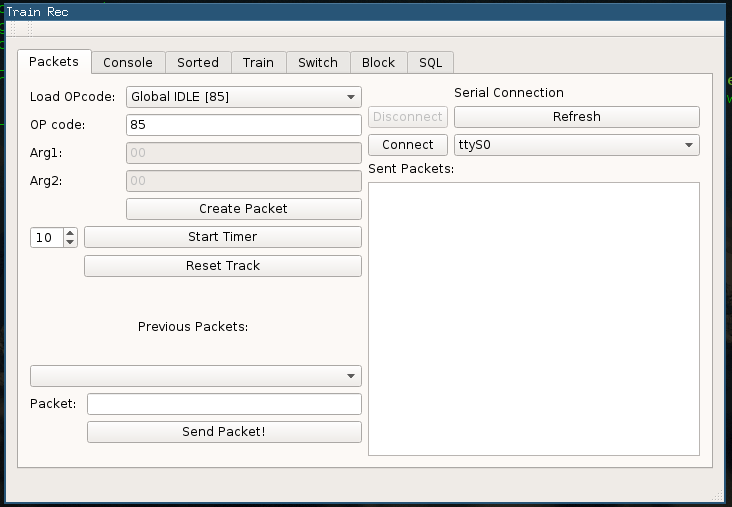 Train Rec
Packets Console Sorted Train Switch Block SQL
Load OPcode: Global IDLE [85]
OP code: 85
Arg1: 00
Arg2: 00
Create Packet
10 Start Timer
Reset Track
Previous Packets:
Packet:
Send Packet!
Serial Connection
Disconnect Refresh
Connect ttyS0
Sent Packets: